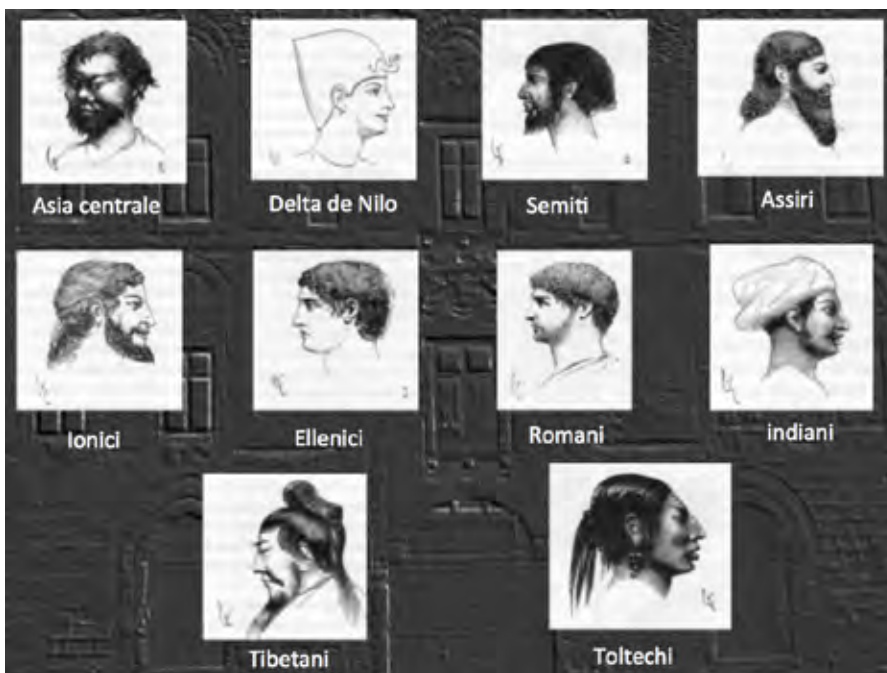 Asia centrale
Delta de Nilo
Semiti
Assiri
Ionici
Ellenici
Romani
indiani
Tibetani
Toltechi